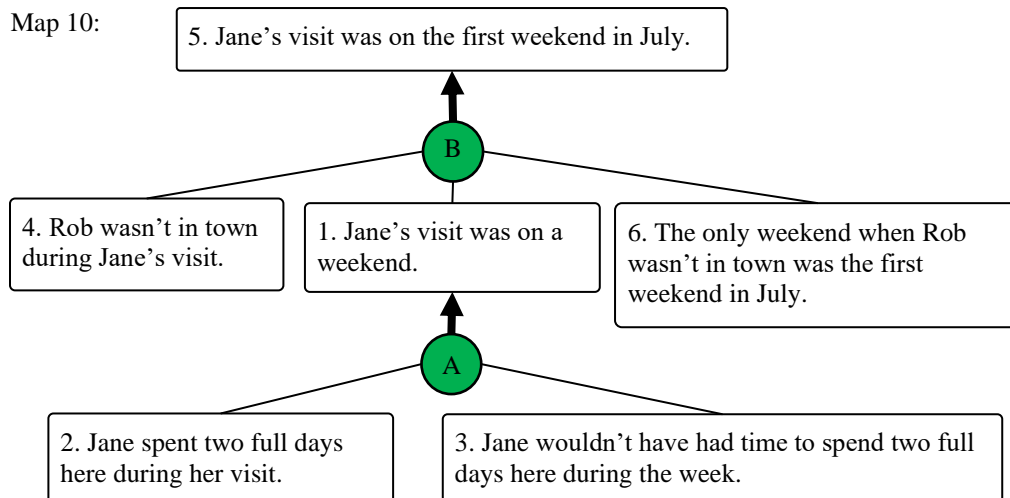 Map 10:
5. Jane’s visit was on the first weekend in July.
B
4. Rob wasn’t in town
during Jane’s visit.
1. Jane’s visit was on a
weekend.
6. The only weekend when Rob
wasn’t in town was the first
weekend in July.
A
2. Jane spent two full days
here during her visit.
3. Jane wouldn’t have had time to spend two full
days here during the week.